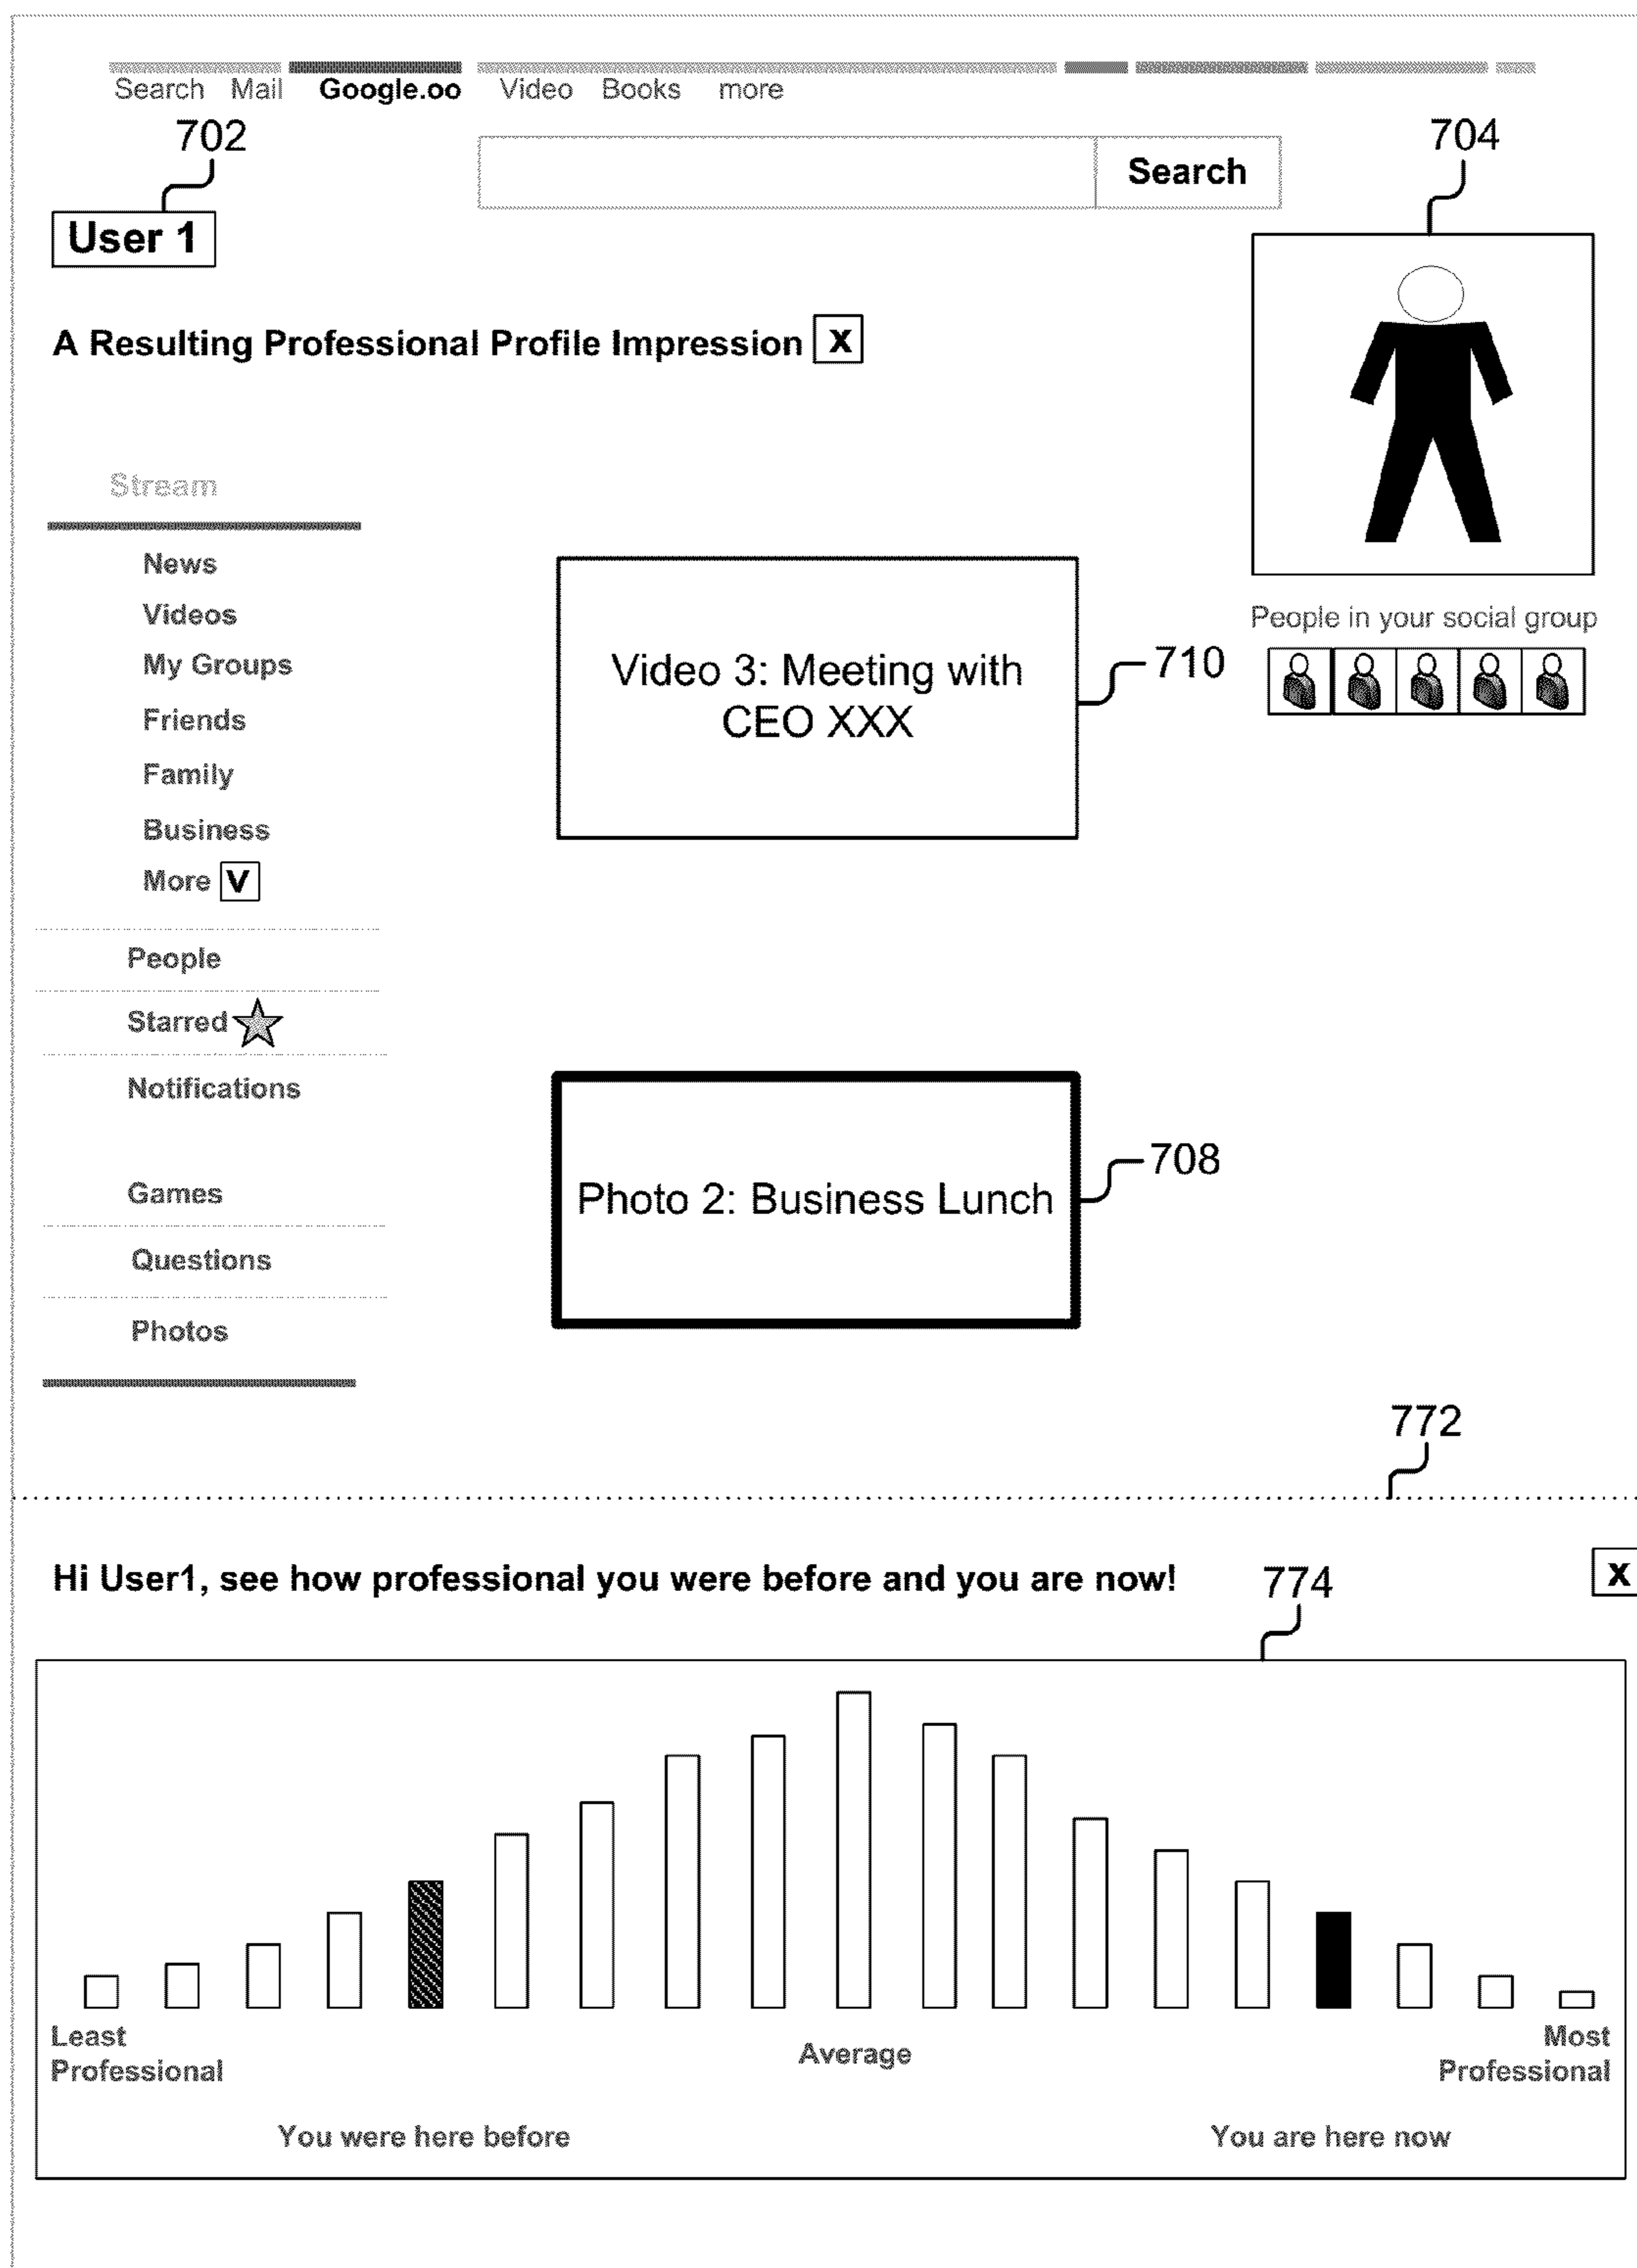 Search Mail Google.oo Video Books more
702
704
Search
User 1
A Resulting Professional Profile Impression X
Stream
News
Videos
My Groups
Friends
Family
Business
More V
People
Starred
Notifications
Games
Questions
Photos
Video 3: Meeting with
CEO XXX
710
People in your social group
Photo 2: Business Lunch
708
772
Hi User1, see how professional you were before and you are now!
X
774
Least
Professional
Average
Most
Professional
You were here before
You are here now